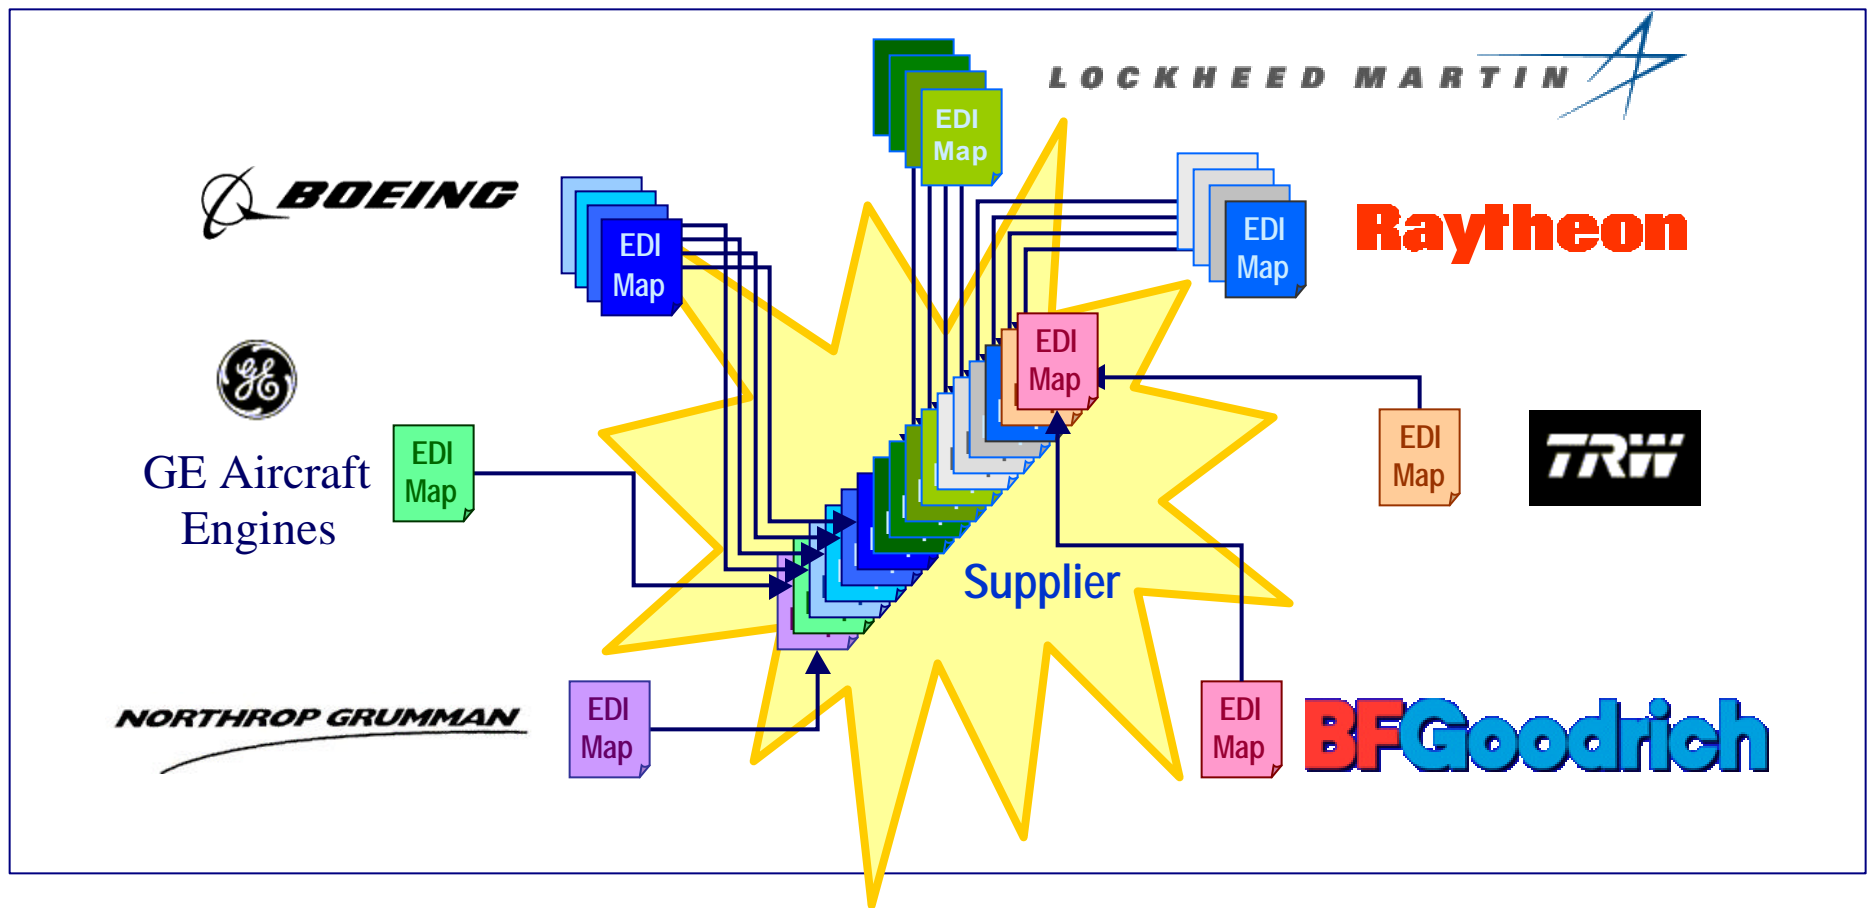 LOCKHEED MARTIN
EDI
Map
BOEING
EDI
Map
EDI
Map
Raytheon
EDI
Map
GE
GE Aircraft
Engines
EDI
Map
EDI
Map
TRW
Supplier
NORTHROP GRUMMAN
EDI
Map
EDI
Map
BFGoodrich